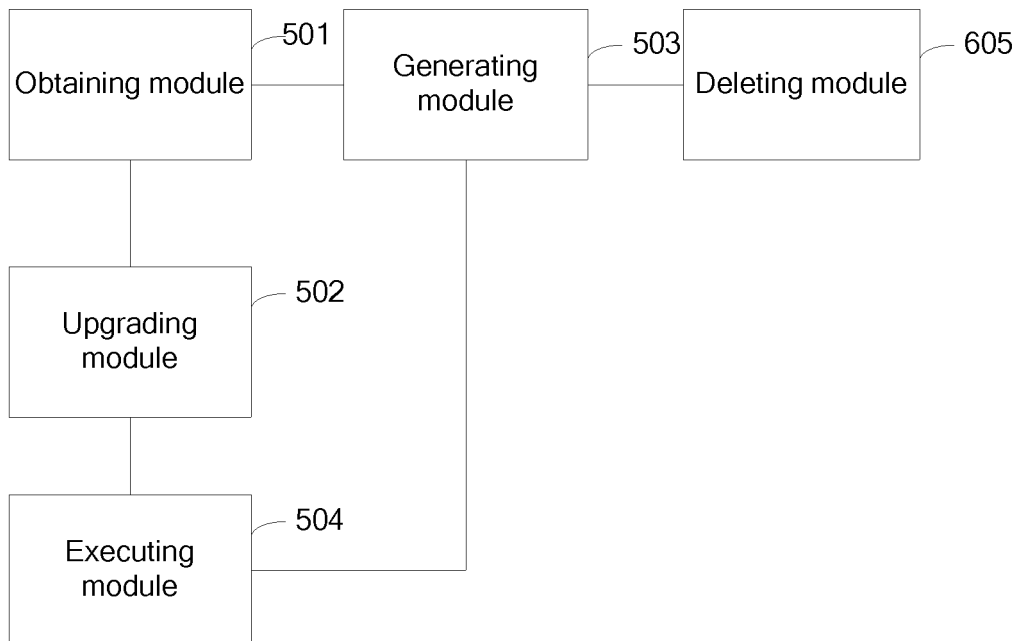 501
Obtaining module
Generating
module
503
Deleting module
605
Upgrading
module
502
Executing
module
504